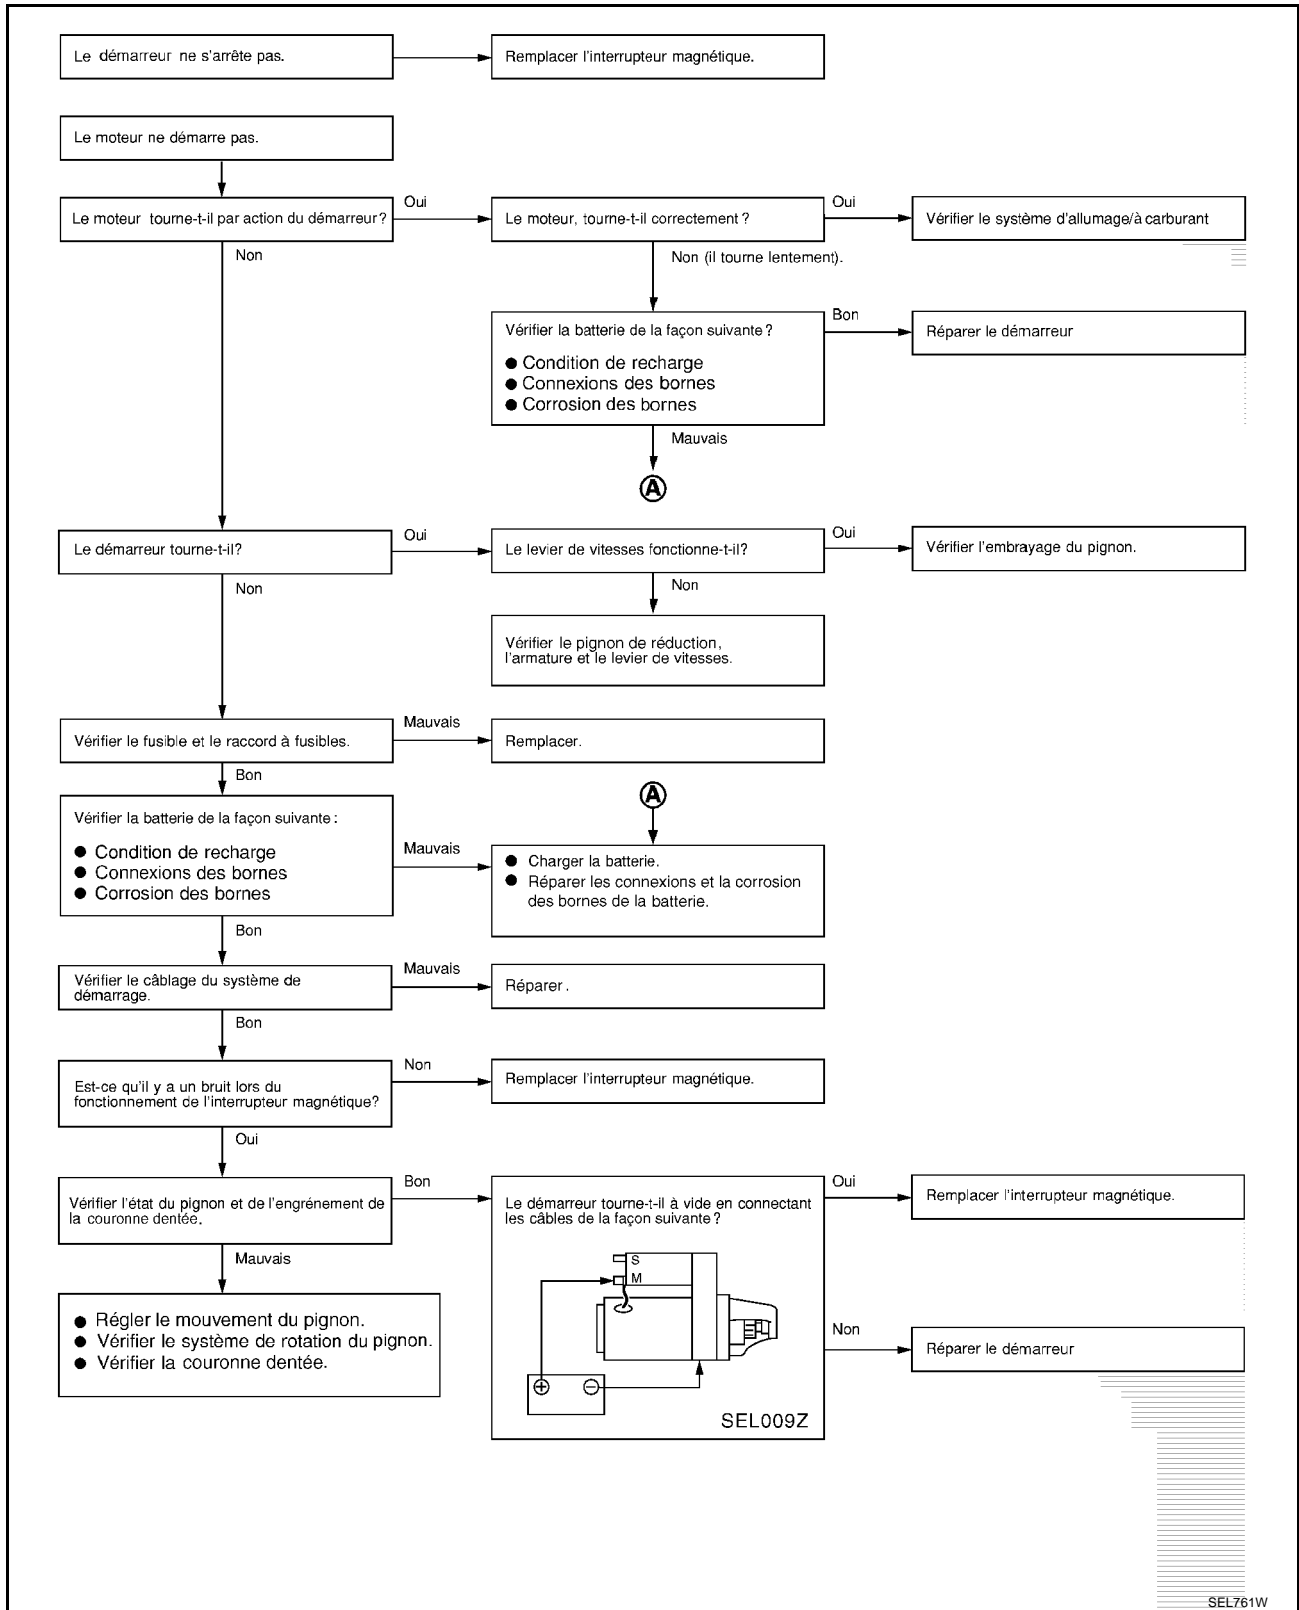 Le démarreur ne s'arrête pas.
Remplacer l'interrupteur magnétique.
Le moteur ne démarre pas.
Le moteur tourne-t-il par action du démarreur?
Oui
Le moteur, tourne-t-il correctement?
Oui
Vérifier le système d'allumage/à carburant
Non
Non (il tourne lentement).
Vérifier la batterie de la façon suivante?
● Condition de recharge
● Connexions des bornes
● Corrosion des bornes
Bon
Réparer le démarreur
Mauvais
A
Le démarreur tourne-t-il?
Oui
Le levier de vitesses fonctionne-t-il?
Oui
Vérifier l'embrayage du pignon.
Non
Non
Vérifier le pignon de réduction,
l'armature et le levier de vitesses.
Vérifier le fusible et le raccord à fusibles.
Mauvais
Remplacer.
Bon
A
Vérifier la batterie de la façon suivante :
● Condition de recharge
● Connexions des bornes
● Corrosion des bornes
Mauvais
● Charger la batterie.
● Réparer les connexions et la corrosion
des bornes de la batterie.
Bon
Vérifier le câblage du système de
démarrage.
Mauvais
Réparer.
Bon
Est-ce qu'il y a un bruit lors du
fonctionnement de l'interrupteur magnétique?
Non
Remplacer l'interrupteur magnétique.
Oui
Vérifier l'état du pignon et de l'engrénement de
la couronne dentée.
Bon
Le démarreur tourne-t-il à vide en connectant
les câbles de la façon suivante?
S
M
+ −
SEL009Z
Oui
Remplacer l'interrupteur magnétique.
Non
Réparer le démarreur
Mauvais
● Régler le mouvement du pignon.
● Vérifier le système de rotation du pignon.
● Vérifier la couronne dentée.
SEL761W